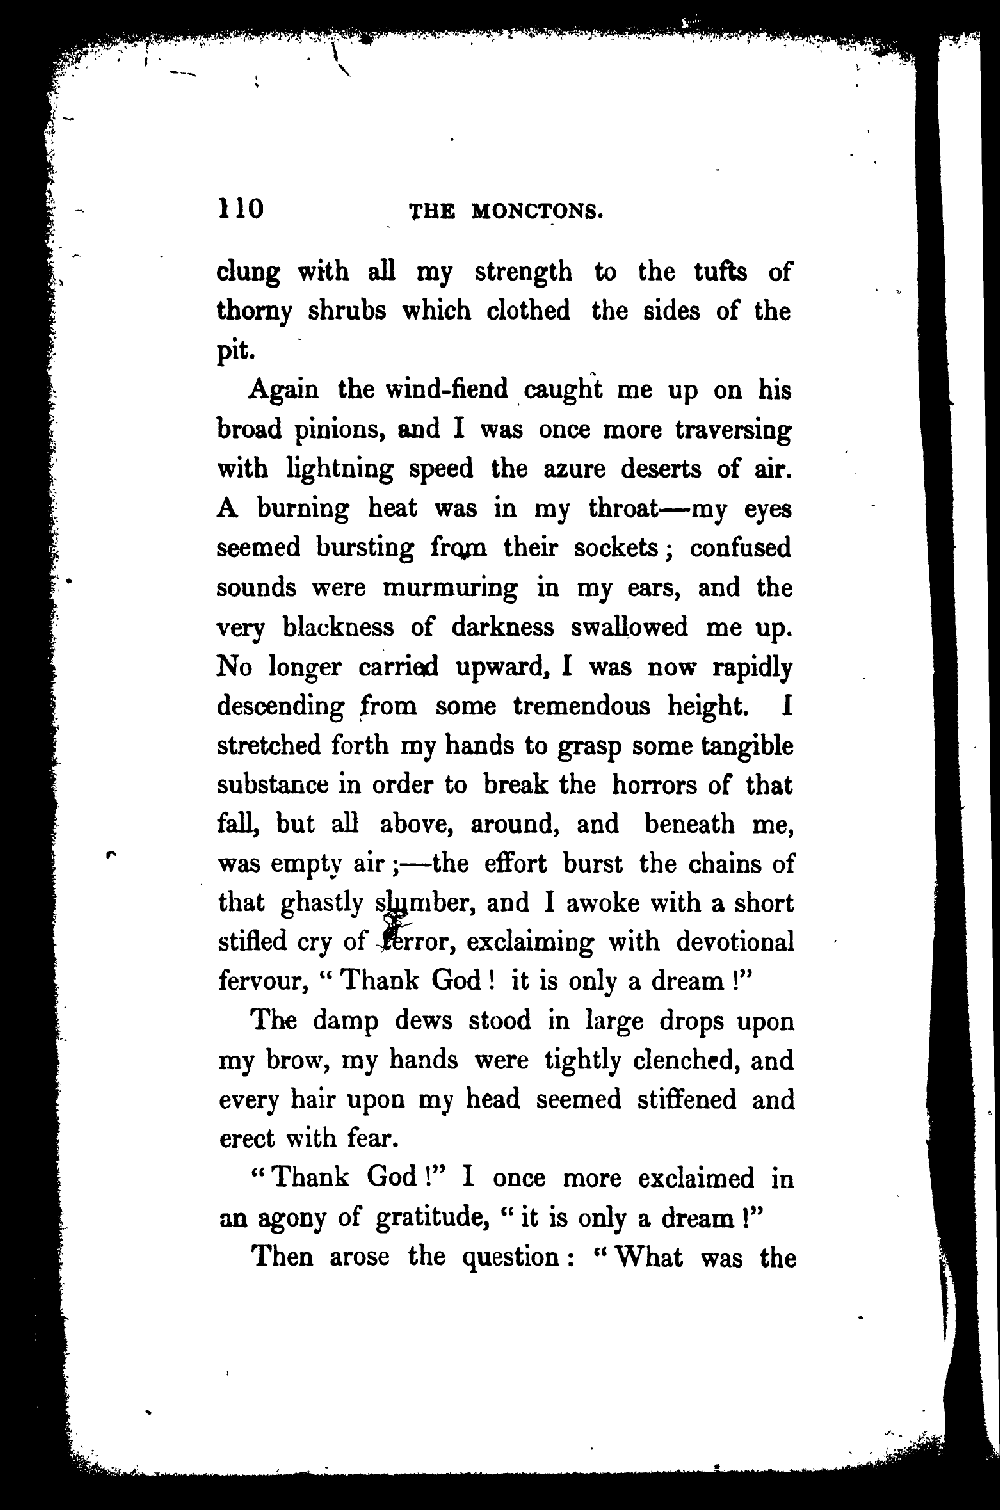 110 THE MONCTONS.
clung with all my strength to the tufts of
thorny shrubs which clothed the sides of the
pit.
Again the wind-fiend caught me up on his
broad pinions, and I was once more traversing
with lightning speed the azure deserts of air.
A burning heat was in my throat—my eyes
seemed bursting from their sockets; confused
sounds were murmuring in my ears, and the
very blackness of darkness swallowed me up.
No longer carried upward, I was now rapidly
descending from some tremendous height. I
stretched forth my hands to grasp some tangible
substance in order to break the horrors of that
fall, but all above, around, and beneath me,
was empty air;—the effort burst the chains of
that ghastly slumber, and I awoke with a short
stifled cry of terror, exclaiming with devotional
fervour, “Thank God! it is only a dream!”
The damp dews stood in large drops upon
my brow, my hands were tightly clenched, and
every hair upon my head seemed stiffened and
erect with fear.
“Thank God!” I once more exclaimed in
an agony of gratitude, “it is only a dream!”
Then arose the question: “What was the